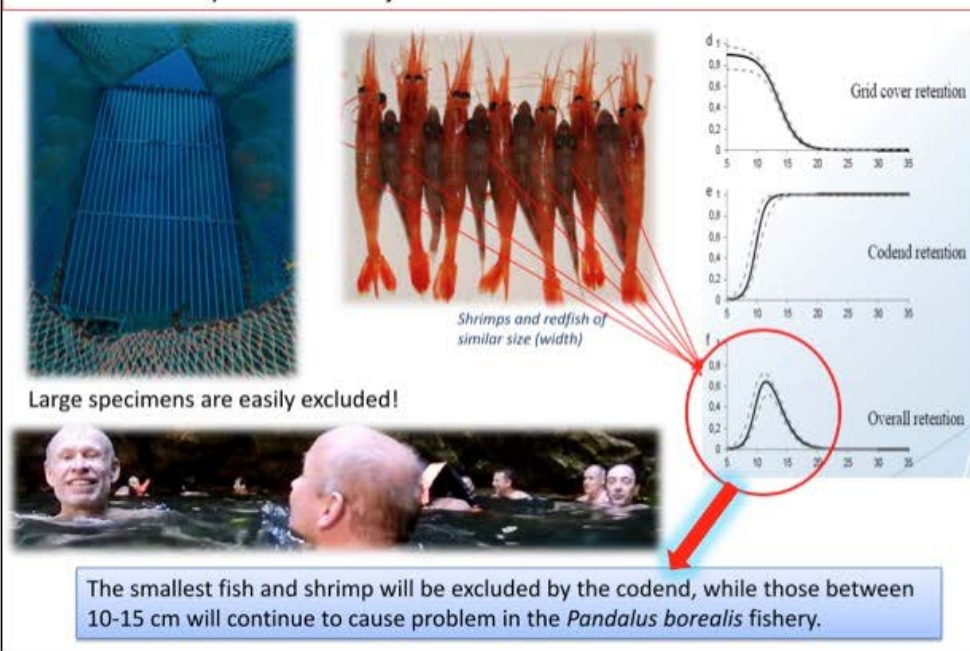 d
1
0,8
0,6
0,4
0,2
0
5 10 15 20 25 30 35
Grid cover retention
e
1
0,8
0,6
0,4
0,2
0
5 10 15 20 25 30 35
Codend retention
Shrimps and redfish of
similar size (width)
f
1
0,8
0,6
0,4
0,2
0
5 10 15 20 25 30 35
Overall retention
Large specimens are easily excluded!
The smallest fish and shrimp will be excluded by the codend, while those between
10-15 cm will continue to cause problem in the Pandalus borealis fishery.